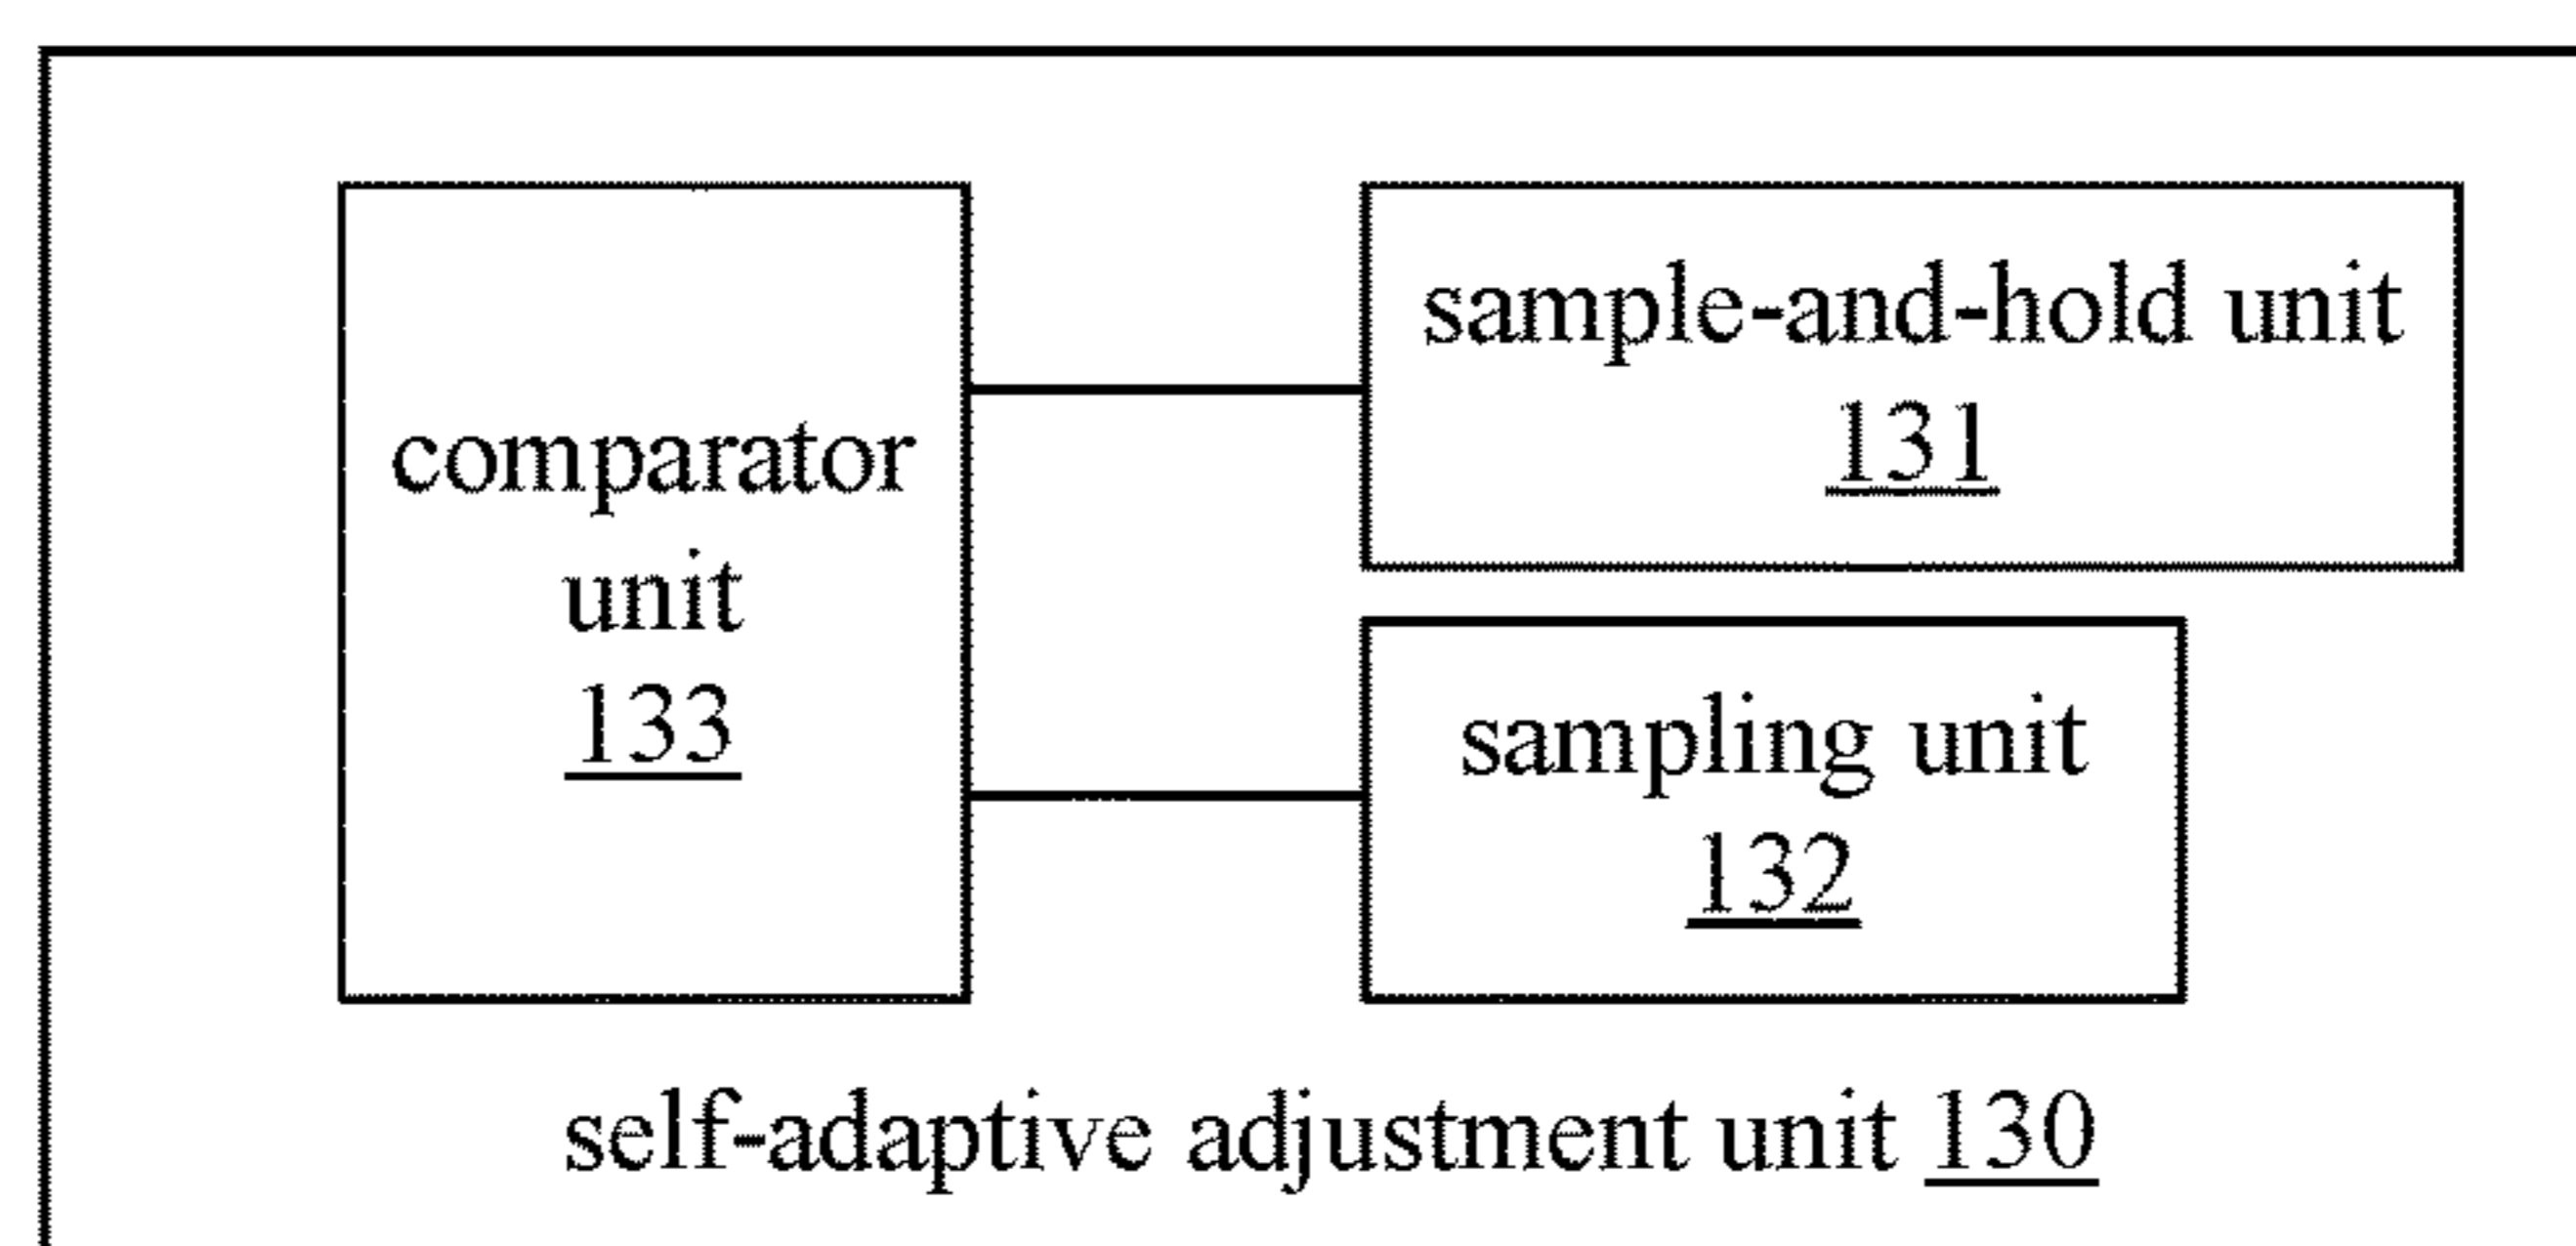 comparator
unit
133
sample-and-hold unit
131
sampling unit
132
self-adaptive adjustment unit 130